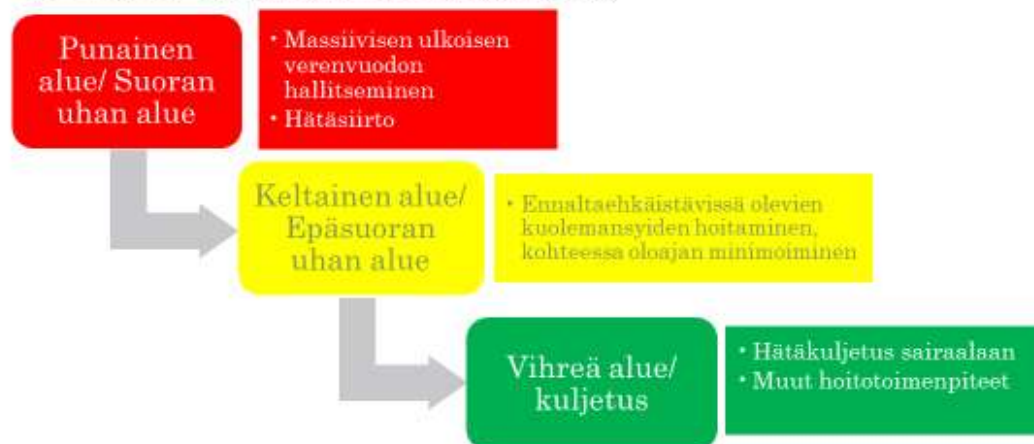 Punainen
alue/ Suoran
uhan alue
• Massiivisen ulkoisen
verenvuodon
hallitseminen
• Hätäsiirto
Keltainen alue/
Epäsuoran
uhan alue
• Ennaltaehkäistävissä olevien
kuolemansyiden hoitaminen,
kohteessa oloajan minimoiminen
Vihreä alue/
kuljetus
• Hätäkuljetus sairaalaan
• Muut hoitotoimenpiteet